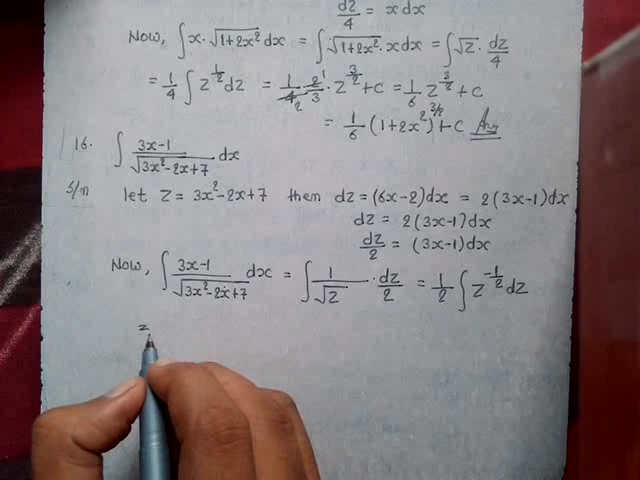 dz/4 = x dx
Now, ∫ x·√(1+2x²) dx = ∫ √(1+2x²)·x dx = ∫ √z · dz/4
= 1/4 ∫ z^(1/2) dz = 1/4₂ · 2¹/3 · z^(3/2) + c = 1/6 z^(3/2) + c
= 1/6 (1+2x²)^(3/2) + c Ans
16. ∫ (3x-1)/√(3x²-2x+7) dx
S/n let z = 3x²-2x+7 then dz = (6x-2)dx = 2(3x-1)dx
dz = 2(3x-1)dx
dz/2 = (3x-1)dx
Now, ∫ (3x-1)/√(3x²-2x+7) dx = ∫ 1/√z · dz/2 = 1/2 ∫ z^(-1/2) dz
=